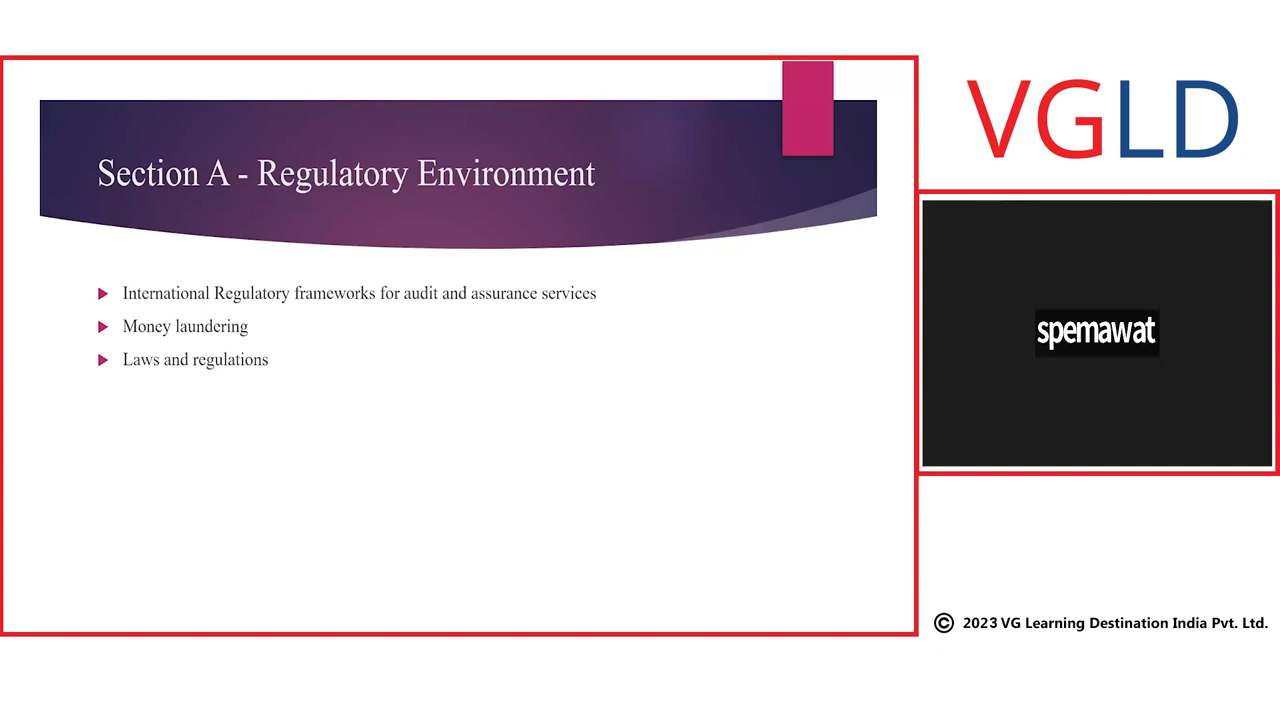 Section A - Regulatory Environment
International Regulatory frameworks for audit and assurance services
Money laundering
Laws and regulations
VGLD
spemawat
© 2023 VG Learning Destination India Pvt. Ltd.